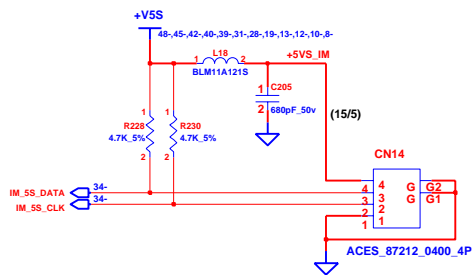 +V5S
48-,45-,42-,40-,39-,31-,28-,19-,13-,12-,10-,8-
L18
1 2
BLM11A121S
+5VS_IM
C205
1
2
680pF_50v
1 1
R228 R230
4.7K_5% 4.7K_5%
2 2
(15/5)
CN14
IM_5S_DATA 34-
IM_5S_CLK 34-
4 4 G G2
3 3 G G1
2 2
1 1
ACES_87212_0400_4P